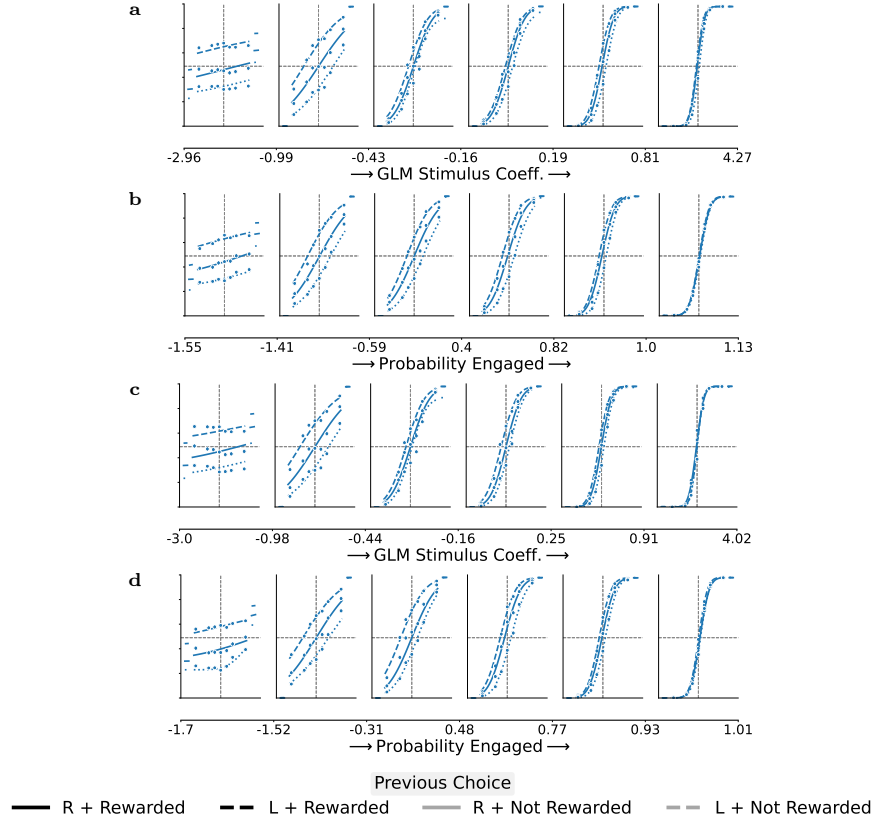 a
-2.96 -0.99 -0.43 -0.16 0.19 0.81 4.27
⟶ GLM Stimulus Coeff. ⟶
b
-1.55 -1.41 -0.59 0.4 0.82 1.0 1.13
⟶ Probability Engaged ⟶
c
-3.0 -0.98 -0.44 -0.16 0.25 0.91 4.02
⟶ GLM Stimulus Coeff. ⟶
d
-1.7 -1.52 -0.31 0.48 0.77 0.93 1.01
⟶ Probability Engaged ⟶
Previous Choice
R + Rewarded L + Rewarded R + Not Rewarded L + Not Rewarded